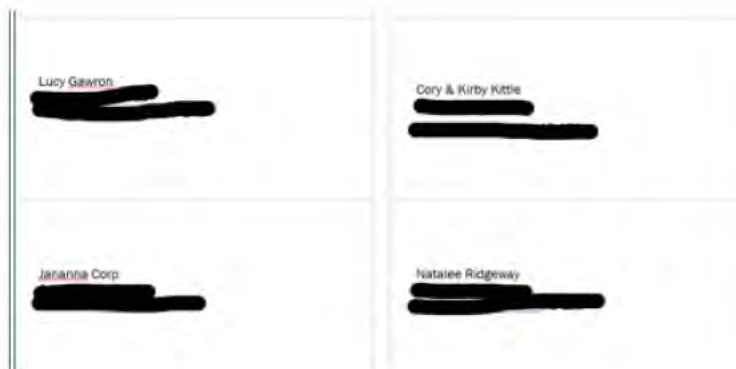 Lucy Gawron
Cory & Kirby Kittle
Jananna Corp
Natalee Ridgeway